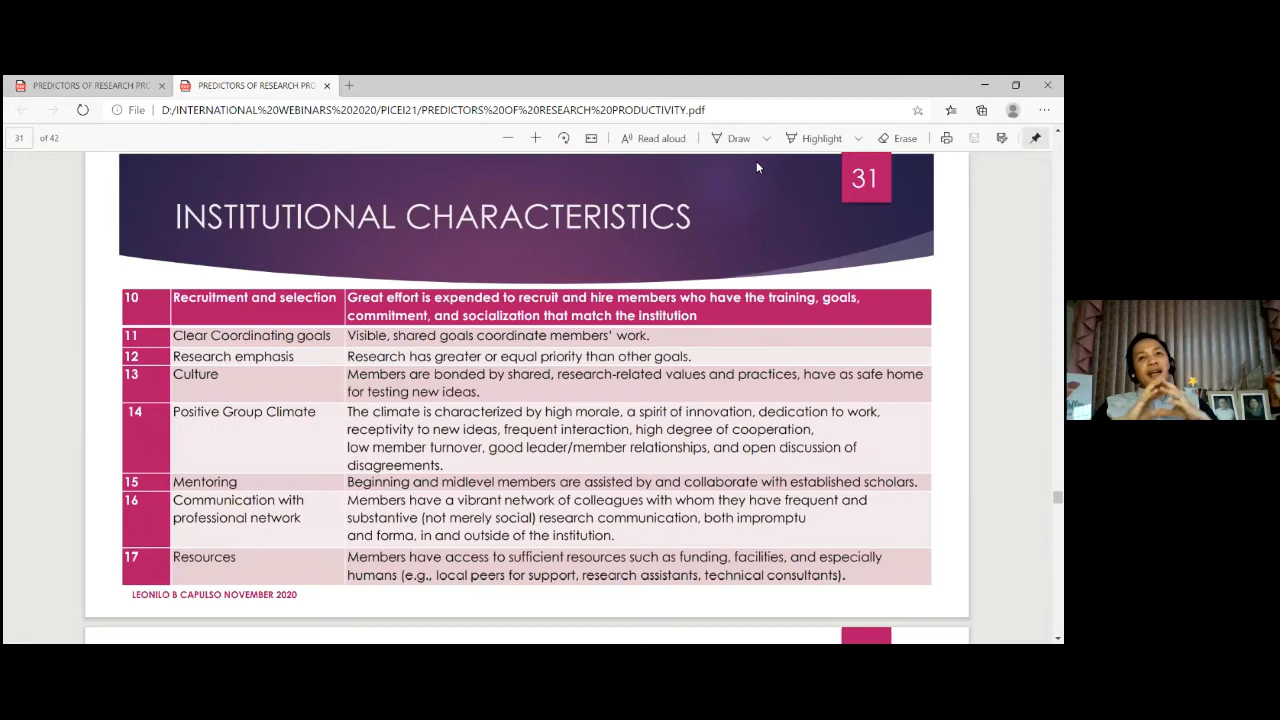 PREDICTORS OF RESEARCH PRO
PREDICTORS OF RESEARCH PRO
File
D:/INTERNATIONAL%20WEBINARS%202020/PICEI21/PREDICTORS%20OF%20RESEARCH%20PRODUCTIVITY.pdf
31 of 42
Read aloud
Draw
Highlight
Erase
31
INSTITUTIONAL CHARACTERISTICS
10 Recruitment and selection Great effort is expended to recruit and hire members who have the training, goals,
commitment, and socialization that match the institution
11 Clear Coordinating goals Visible, shared goals coordinate members' work.
12 Research emphasis Research has greater or equal priority than other goals.
13 Culture Members are bonded by shared, research-related values and practices, have as safe home
for testing new ideas.
14 Positive Group Climate The climate is characterized by high morale, a spirit of innovation, dedication to work,
receptivity to new ideas, frequent interaction, high degree of cooperation,
low member turnover, good leader/member relationships, and open discussion of
disagreements.
15 Mentoring Beginning and midlevel members are assisted by and collaborate with established scholars.
16 Communication with Members have a vibrant network of colleagues with whom they have frequent and
professional network substantive (not merely social) research communication, both impromptu
and forma, in and outside of the institution.
17 Resources Members have access to sufficient resources such as funding, facilities, and especially
humans (e.g., local peers for support, research assistants, technical consultants).
LEONILO B CAPULSO NOVEMBER 2020